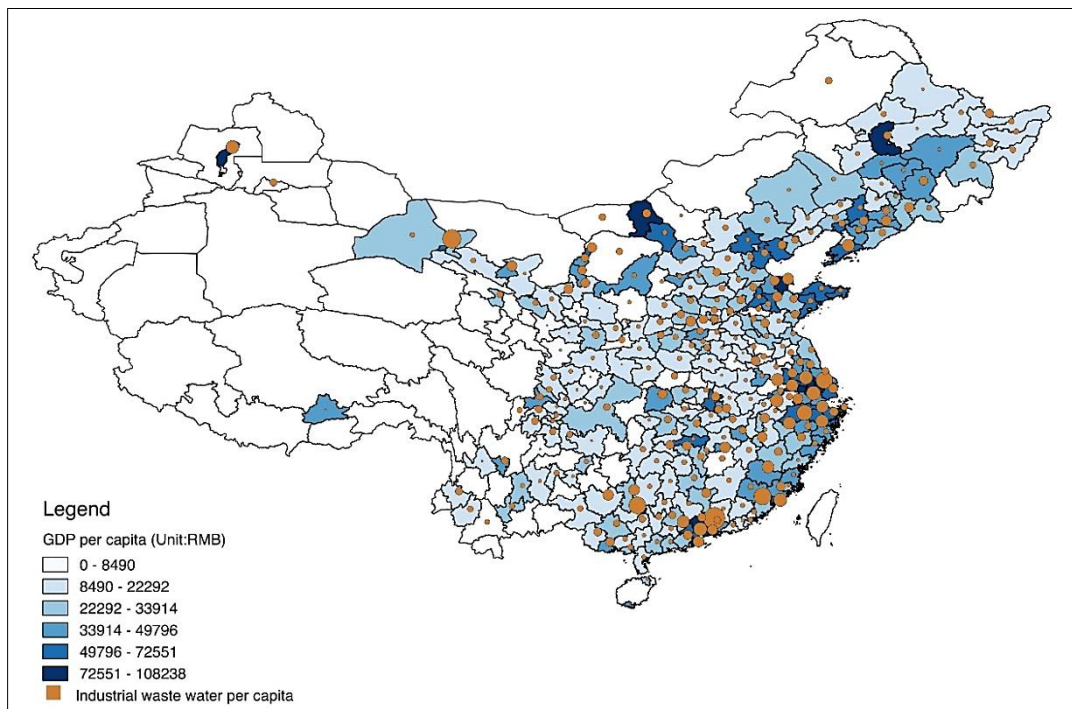 Legend
GDP per capita (Unit:RMB)
0 - 8490
8490 - 22292
22292 - 33914
33914 - 49796
49796 - 72551
72551 - 108238
Industrial waste water per capita